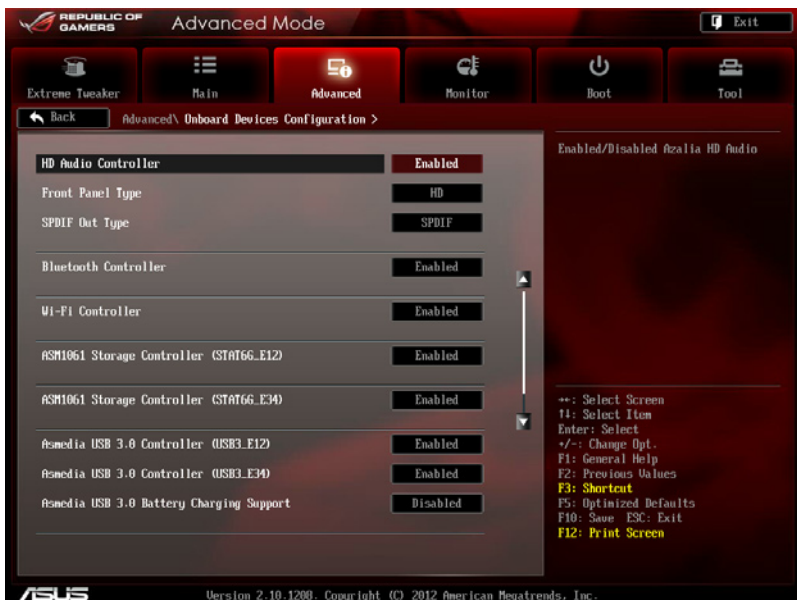 REPUBLIC OF
GAMERS
Advanced Mode
Exit
Extreme Tweaker
Main
Advanced
Monitor
Boot
Tool
Back
Advanced\ Onboard Devices Configuration >
HD Audio Controller Enabled
Front Panel Type HD
SPDIF Out Type SPDIF
Bluetooth Controller Enabled
Wi-Fi Controller Enabled
ASM1061 Storage Controller (STAT6G_E12) Enabled
ASM1061 Storage Controller (STAT6G_E34) Enabled
Asmedia USB 3.0 Controller (USB3_E12) Enabled
Asmedia USB 3.0 Controller (USB3_E34) Enabled
Asmedia USB 3.0 Battery Charging Support Disabled
Enabled/Disabled Azalia HD Audio
→←: Select Screen
↑↓: Select Item
Enter: Select
+/-: Change Opt.
F1: General Help
F2: Previous Values
F3: Shortcut
F5: Optimized Defaults
F10: Save ESC: Exit
F12: Print Screen
ASUS
Version 2.10.1208. Copyright (C) 2012 American Megatrends, Inc.